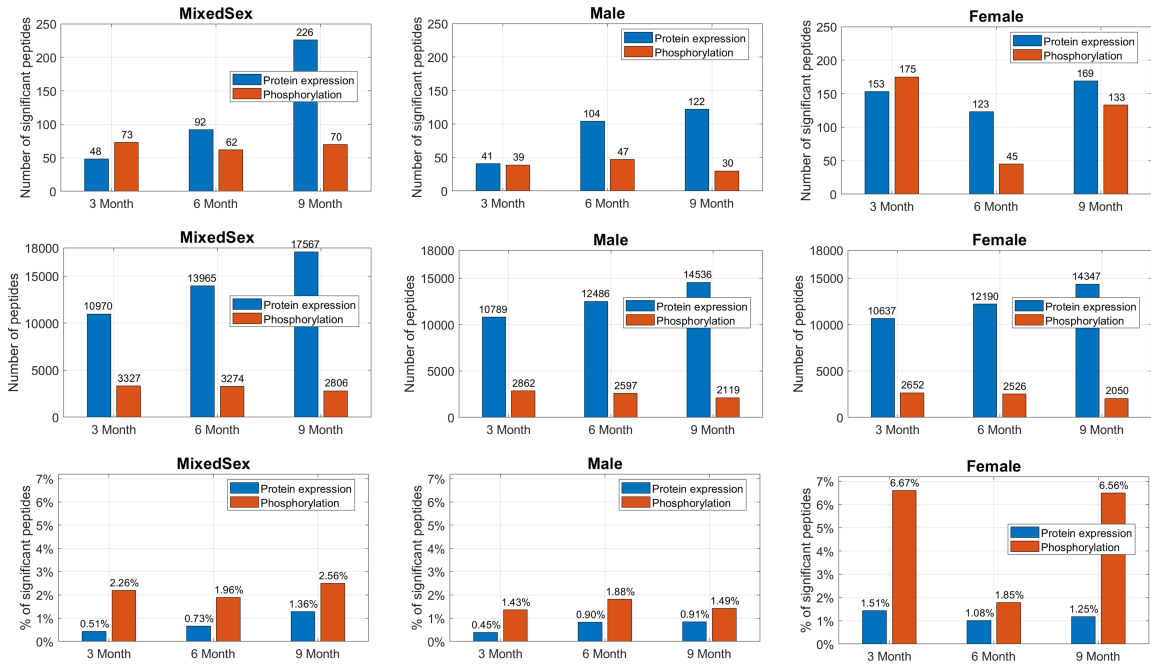 MixedSex
Number of significant peptides
250
200
150
100
50
0
48
73
92
62
226
70
Protein expression
Phosphorylation
3 Month
6 Month
9 Month
Male
Number of significant peptides
250
200
150
100
50
0
41
39
104
47
122
30
Protein expression
Phosphorylation
3 Month
6 Month
9 Month
Female
Number of significant peptides
250
200
150
100
50
0
153
175
123
45
169
133
Protein expression
Phosphorylation
3 Month
6 Month
9 Month
MixedSex
Number of peptides
18000
15000
10000
5000
0
10970
3327
13965
3274
17567
2806
Protein expression
Phosphorylation
3 Month
6 Month
9 Month
Male
Number of peptides
18000
15000
10000
5000
0
10789
2862
12486
2597
14536
2119
Protein expression
Phosphorylation
3 Month
6 Month
9 Month
Female
Number of peptides
18000
15000
10000
5000
0
10637
2652
12190
2526
14347
2050
Protein expression
Phosphorylation
3 Month
6 Month
9 Month
MixedSex
% of significant peptides
7%
6%
5%
4%
3%
2%
1%
0%
0.51%
2.26%
0.73%
1.96%
1.36%
2.56%
Protein expression
Phosphorylation
3 Month
6 Month
9 Month
Male
% of significant peptides
7%
6%
5%
4%
3%
2%
1%
0%
0.45%
1.43%
0.90%
1.88%
0.91%
1.49%
Protein expression
Phosphorylation
3 Month
6 Month
9 Month
Female
% of significant peptides
7%
6%
5%
4%
3%
2%
1%
0%
1.51%
6.67%
1.08%
1.85%
1.25%
6.56%
Protein expression
Phosphorylation
3 Month
6 Month
9 Month